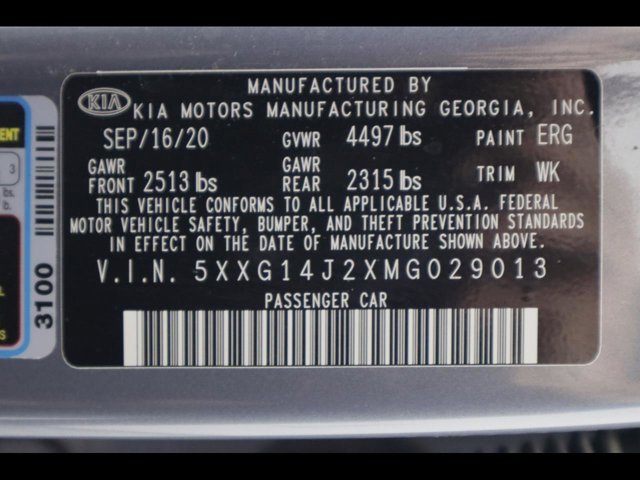 MANUFACTURED BY
KIA KIA MOTORS MANUFACTURING GEORGIA, INC.
SEP/16/20 GVWR 4497 lbs PAINT ERG
GAWR FRONT 2513 lbs GAWR REAR 2315 lbs TRIM WK
THIS VEHICLE CONFORMS TO ALL APPLICABLE U.S.A. FEDERAL
MOTOR VEHICLE SAFETY, BUMPER, AND THEFT PREVENTION STANDARDS
IN EFFECT ON THE DATE OF MANUFACTURE SHOWN ABOVE.
V.I.N. 5XXG14J2XMG029013
PASSENGER CAR
3
lbs.
3100